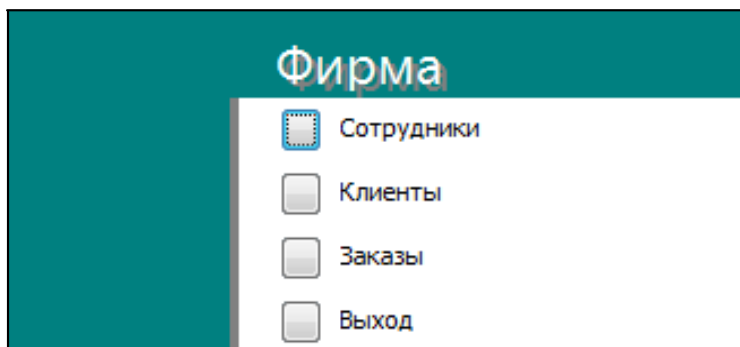 Фирма
Сотрудники
Клиенты
Заказы
Выход